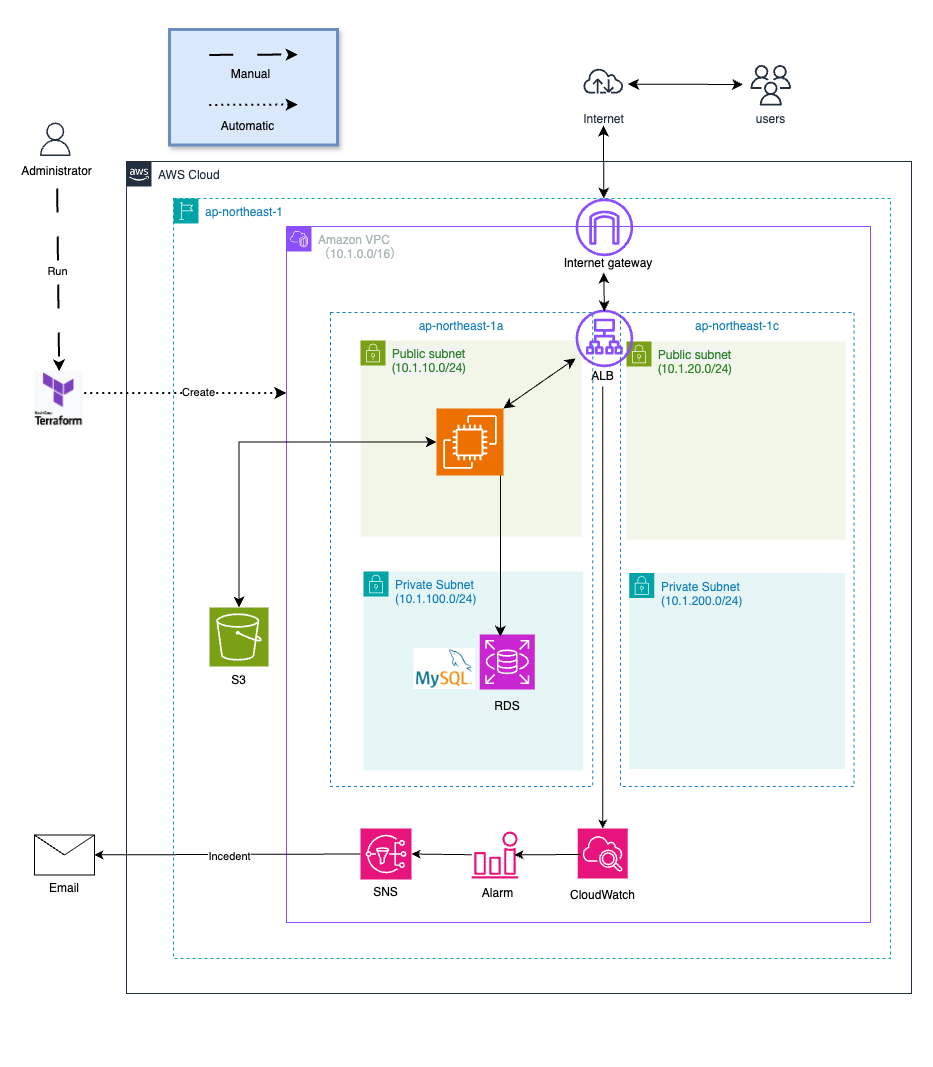 Manual
Automatic
Internet
users
Administrator
aws
AWS Cloud
ap-northeast-1
Amazon VPC
（10.1.0.0/16）
Internet gateway
Run
ap-northeast-1a
ap-northeast-1c
Public subnet
(10.1.10.0/24)
ALB
Public subnet
(10.1.20.0/24)
Create
HashiCorp
Terraform
Private Subnet
(10.1.100.0/24)
Private Subnet
(10.1.200.0/24)
MySQL
S3
RDS
Incedent
Email
SNS
Alarm
CloudWatch